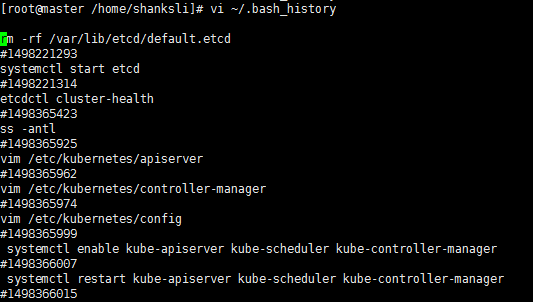 [root@master /home/shanksli]# vi ~/.bash_history
rm -rf /var/lib/etcd/default.etcd
#1498221293
systemctl start etcd
#1498221314
etcdctl cluster-health
#1498365423
ss -antl
#1498365925
vim /etc/kubernetes/apiserver
#1498365962
vim /etc/kubernetes/controller-manager
#1498365974
vim /etc/kubernetes/config
#1498365999
 systemctl enable kube-apiserver kube-scheduler kube-controller-manager
#1498366007
 systemctl restart kube-apiserver kube-scheduler kube-controller-manager
#1498366015